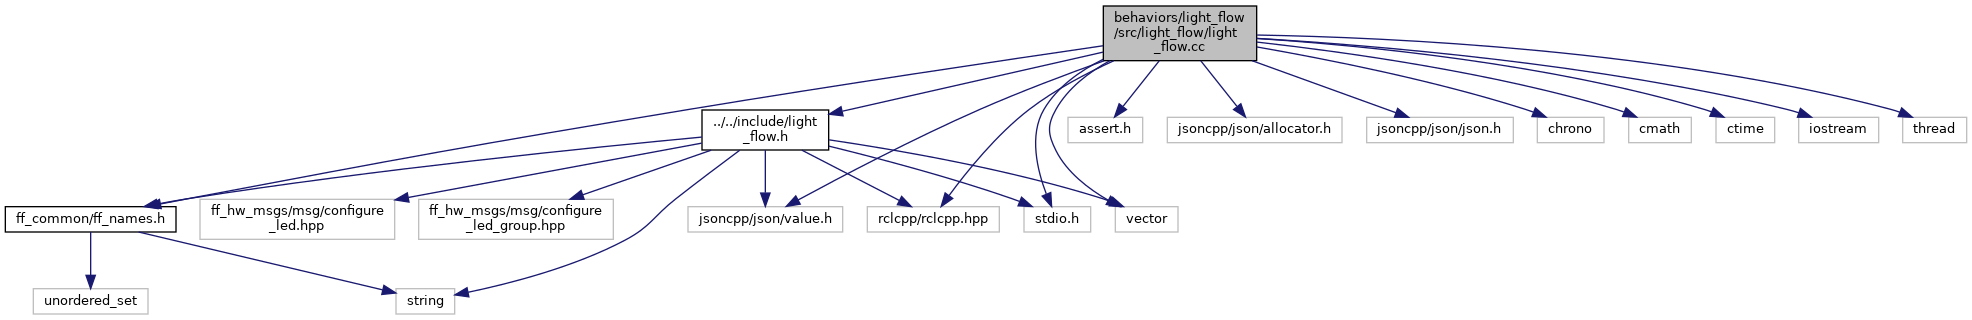 behaviors/light_flow
/src/light_flow/light
_flow.cc
../../include/light
_flow.h
assert.h
jsoncpp/json/allocator.h
jsoncpp/json/json.h
chrono
cmath
ctime
iostream
thread
ff_common/ff_names.h
ff_hw_msgs/msg/configure
_led.hpp
ff_hw_msgs/msg/configure
_led_group.hpp
jsoncpp/json/value.h
rclcpp/rclcpp.hpp
stdio.h
vector
unordered_set
string